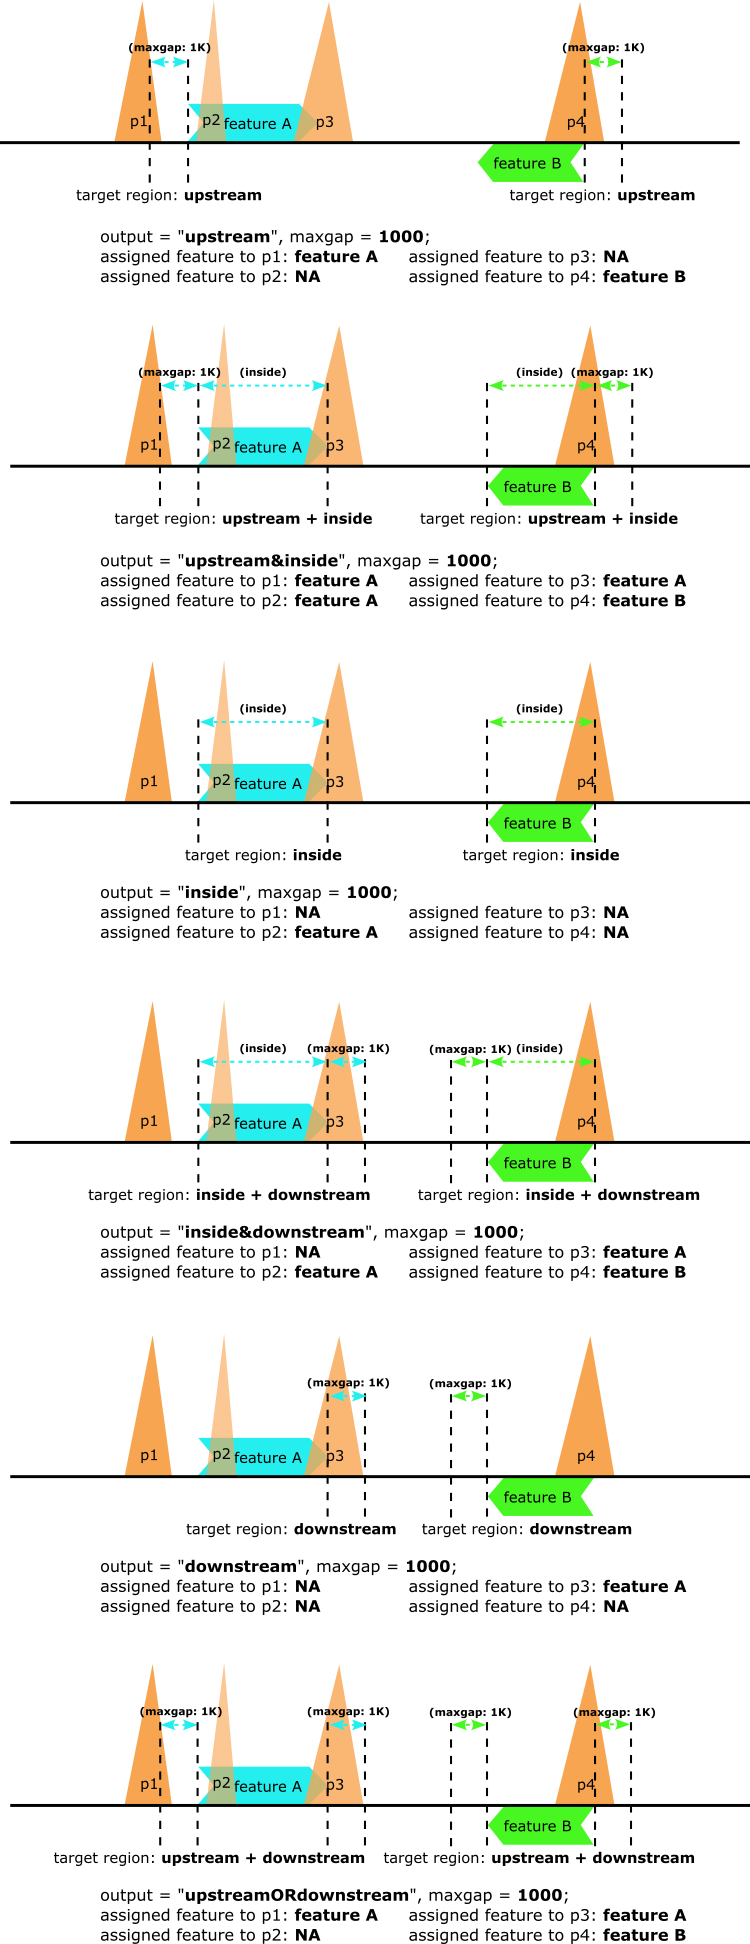 (maxgap: 1K) (maxgap: 1K)
p1 p2 feature A p3 p4
feature B
target region: upstream target region: upstream
output = "upstream", maxgap = 1000;
assigned feature to p1: feature A assigned feature to p3: NA
assigned feature to p2: NA assigned feature to p4: feature B
(maxgap: 1K) (inside) (inside) (maxgap: 1K)
p1 p2 feature A p3 p4
feature B
target region: upstream + inside target region: upstream + inside
output = "upstream&inside", maxgap = 1000;
assigned feature to p1: feature A assigned feature to p3: feature A
assigned feature to p2: feature A assigned feature to p4: feature B
(inside) (inside)
p1 p2 feature A p3 p4
feature B
target region: inside target region: inside
output = "inside", maxgap = 1000;
assigned feature to p1: NA assigned feature to p3: NA
assigned feature to p2: feature A assigned feature to p4: NA
(inside) (maxgap: 1K) (maxgap: 1K) (inside)
p1 p2 feature A p3 p4
feature B
target region: inside + downstream target region: inside + downstream
output = "inside&downstream", maxgap = 1000;
assigned feature to p1: NA assigned feature to p3: feature A
assigned feature to p2: feature A assigned feature to p4: feature B
(maxgap: 1K) (maxgap: 1K)
p1 p2 feature A p3 p4
feature B
target region: downstream target region: downstream
output = "downstream", maxgap = 1000;
assigned feature to p1: NA assigned feature to p3: feature A
assigned feature to p2: NA assigned feature to p4: NA
(maxgap: 1K) (maxgap: 1K) (maxgap: 1K) (maxgap: 1K)
p1 p2 feature A p3 p4
feature B
target region: upstream + downstream target region: upstream + downstream
output = "upstreamORdownstream", maxgap = 1000;
assigned feature to p1: feature A assigned feature to p3: feature A
assigned feature to p2: NA assigned feature to p4: feature B